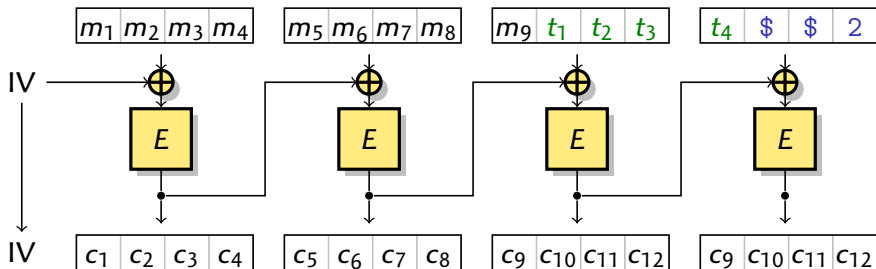 m1 m2 m3 m4 m5 m6 m7 m8 m9 t1 t2 t3 t4 $ $ 2
IV
E E E E
IV c1 c2 c3 c4 c5 c6 c7 c8 c9 c10 c11 c12 c9 c10 c11 c12